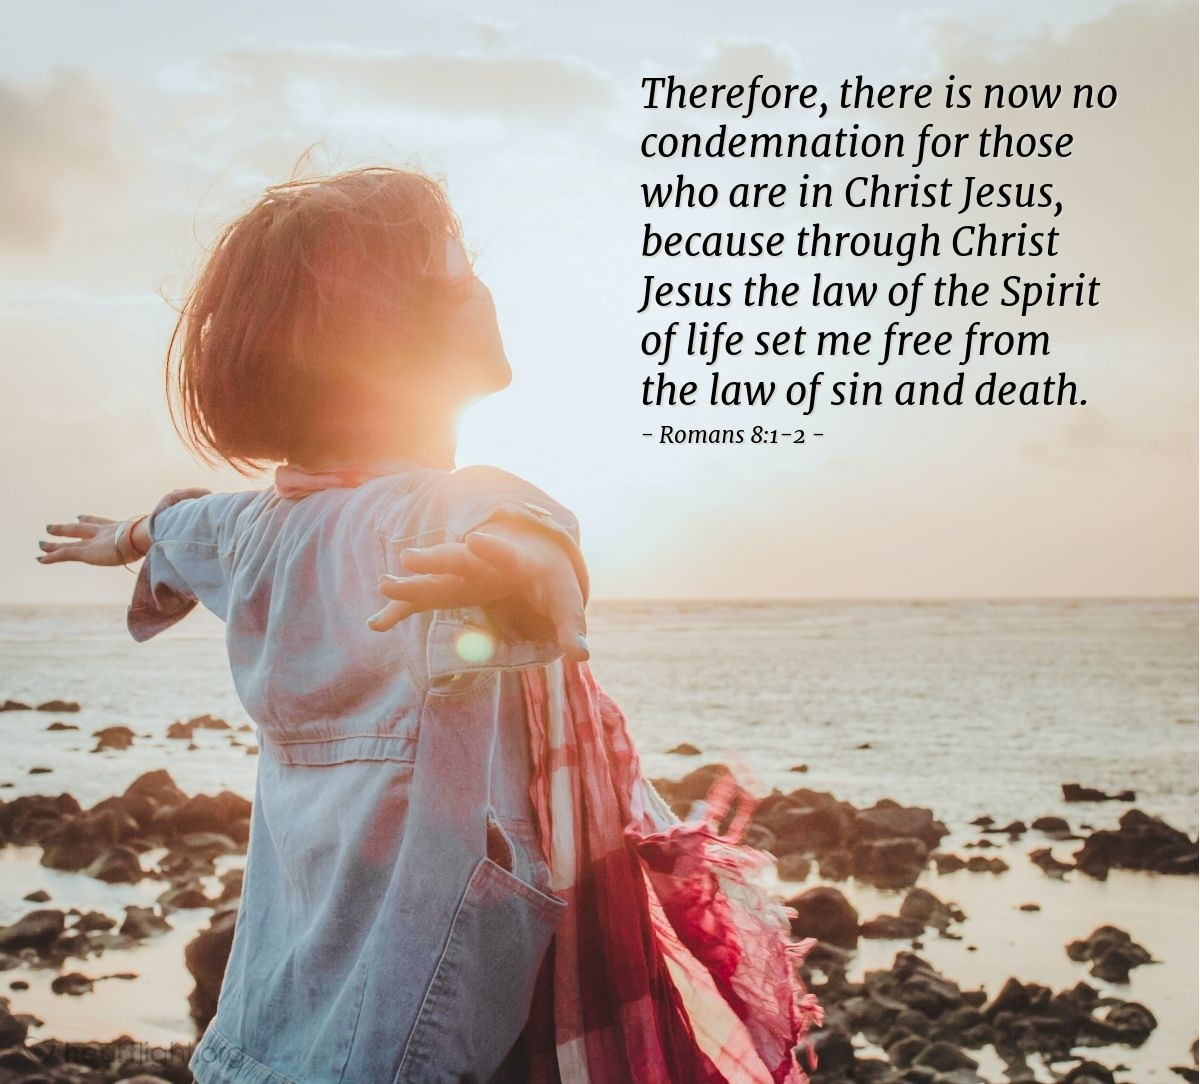 Therefore, there is now no
condemnation for those
who are in Christ Jesus,
because through Christ
Jesus the law of the Spirit
of life set me free from
the law of sin and death.
- Romans 8:1-2 -
heartlight.org